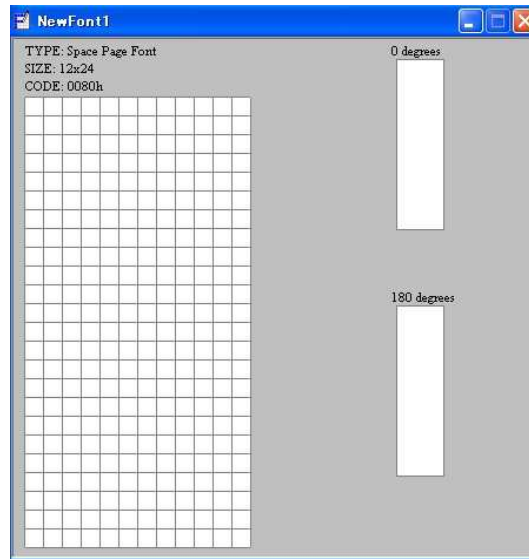 NewFont1
TYPE: Space Page Font
SIZE: 12x24
CODE: 0080h
0 degrees
180 degrees